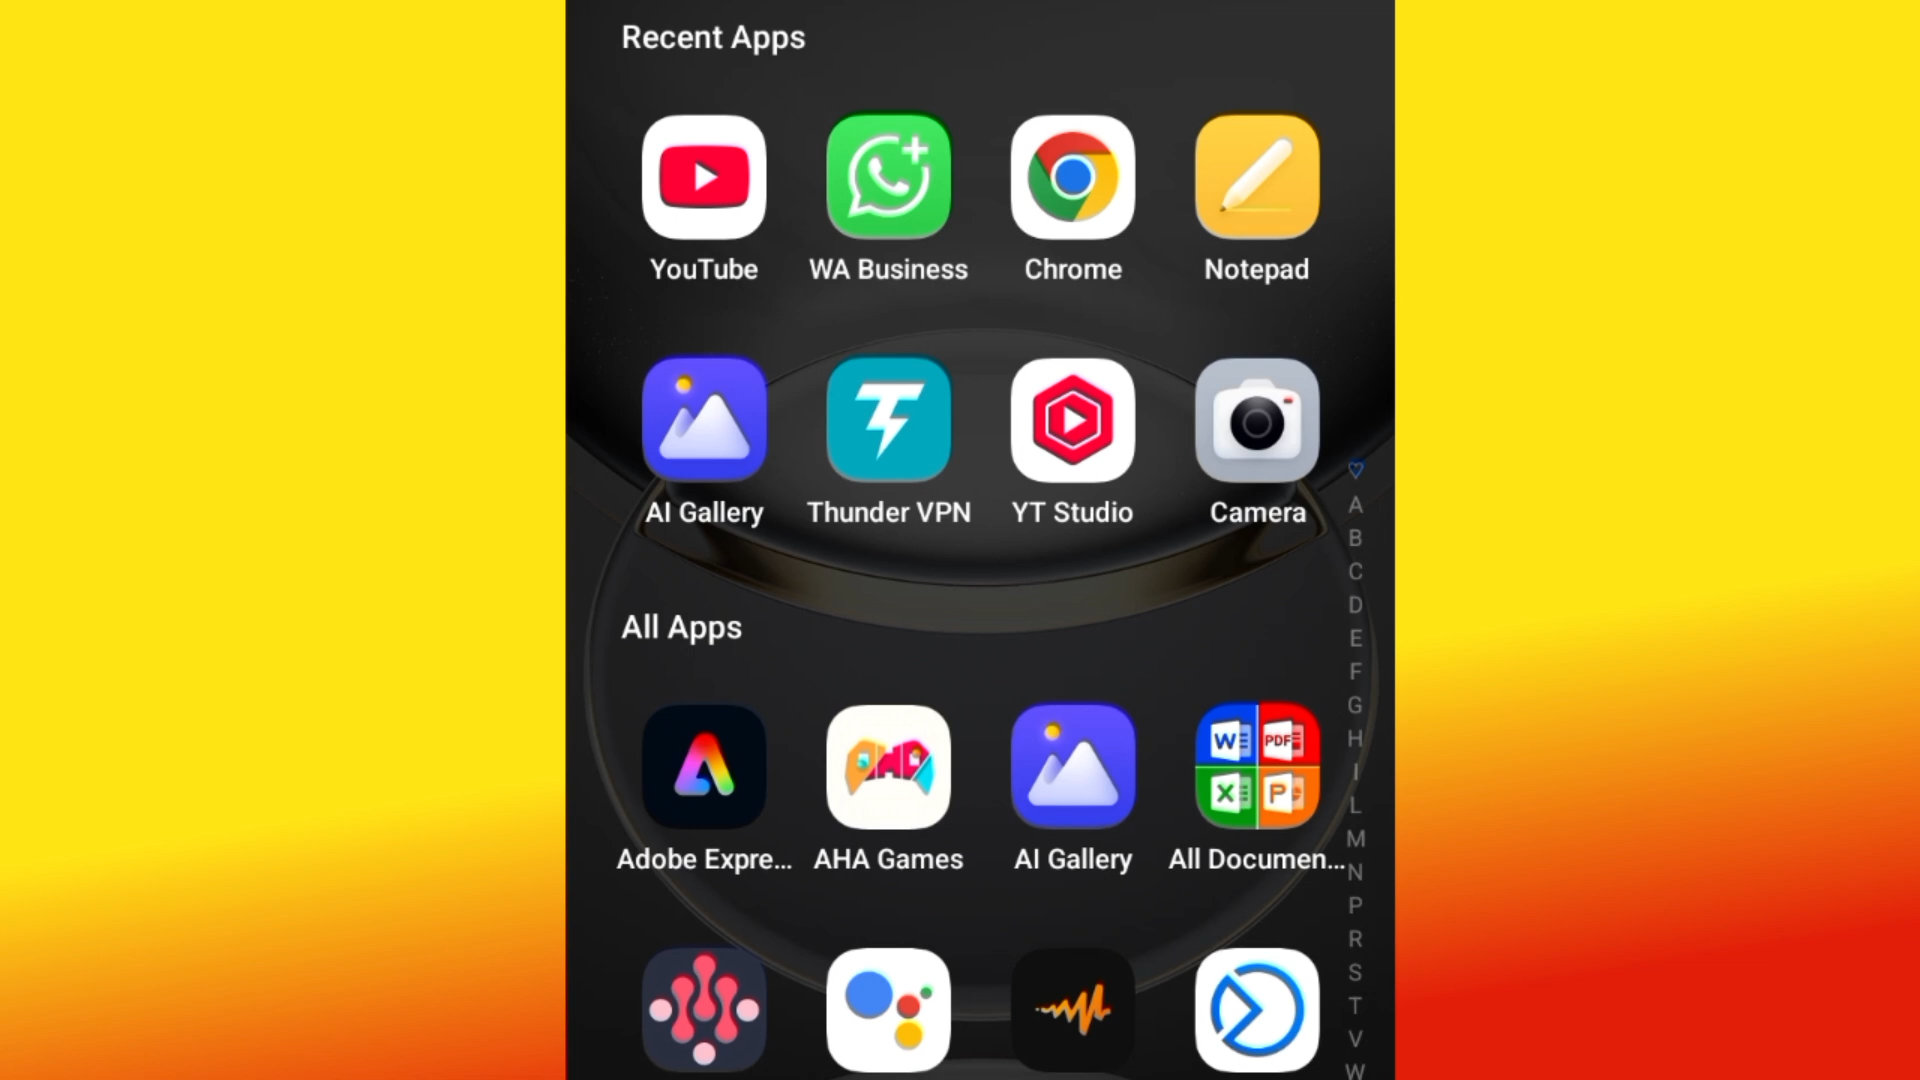 Recent Apps
YouTube
WA Business
Chrome
Notepad
AI Gallery
Thunder VPN
YT Studio
Camera
All Apps
W
PDF
X
P
Adobe Expre...
AHA Games
AI Gallery
All Documen...
A
B
C
D
E
F
G
H
I
L
M
N
P
R
S
T
V
W